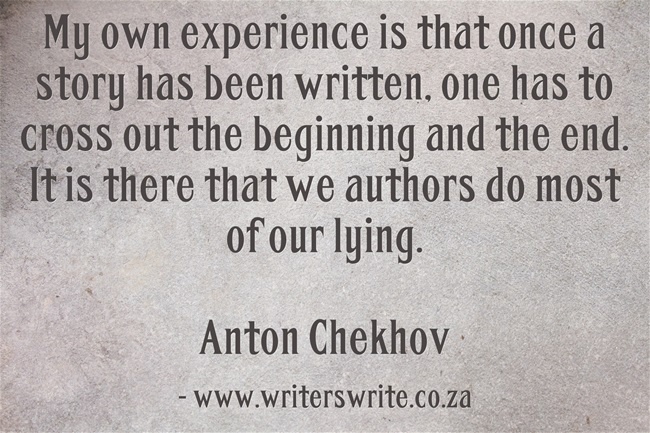 My own experience is that once a
story has been written, one has to
cross out the beginning and the end.
It is there that we authors do most
of our lying.
Anton Chekhov
- www.writerswrite.co.za